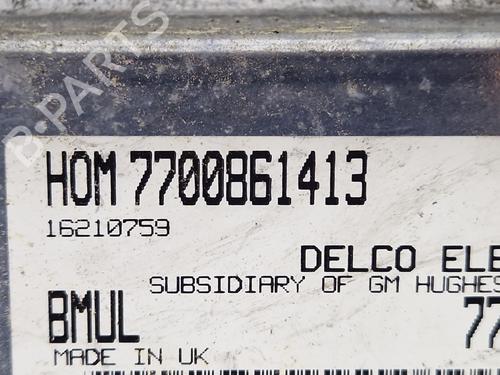 B-PARTS
HOM 7700861413
16210759
DELCO ELE
SUBSIDIARY OF GM HUGHES
BMUL 77
MADE IN UK